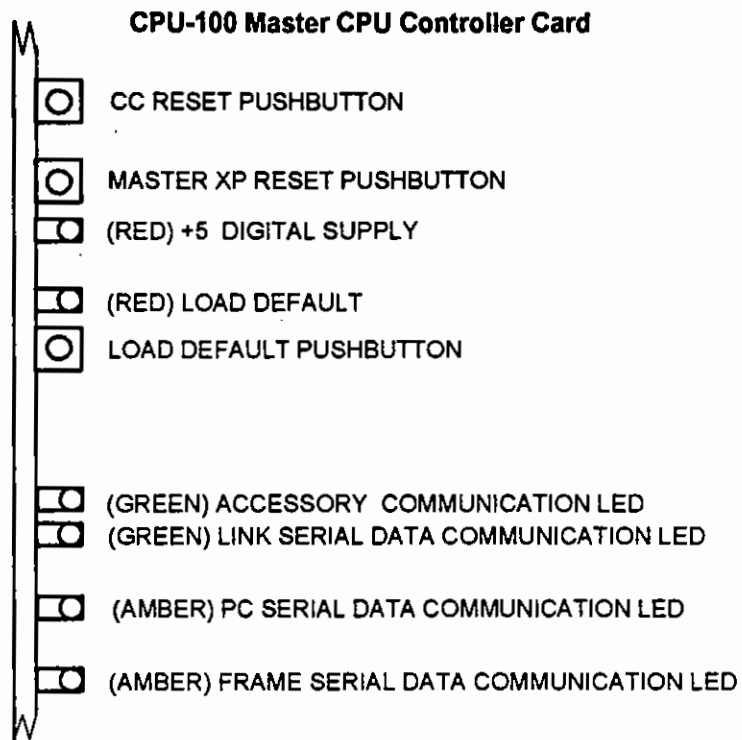 CPU-100 Master CPU Controller Card
CC RESET PUSHBUTTON
MASTER XP RESET PUSHBUTTON
(RED) +5 DIGITAL SUPPLY
(RED) LOAD DEFAULT
LOAD DEFAULT PUSHBUTTON
(GREEN) ACCESSORY COMMUNICATION LED
(GREEN) LINK SERIAL DATA COMMUNICATION LED
(AMBER) PC SERIAL DATA COMMUNICATION LED
(AMBER) FRAME SERIAL DATA COMMUNICATION LED